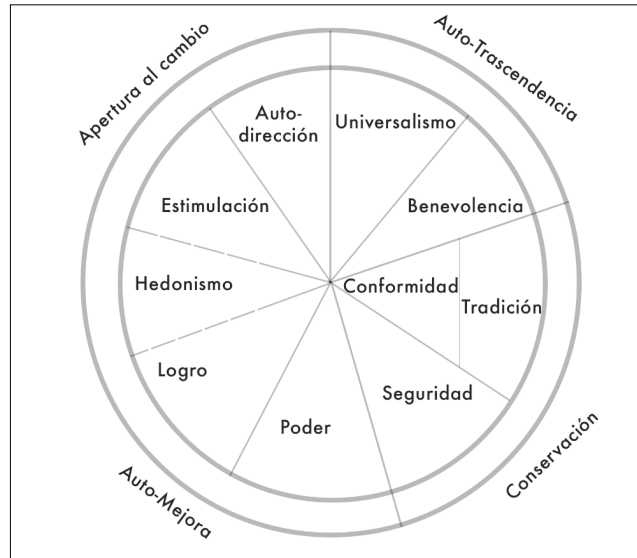 Apertura al cambio
Auto-Trascendencia
Auto-
dirección
Universalismo
Estimulación
Benevolencia
Hedonismo
Conformidad
Tradición
Logro
Seguridad
Poder
Auto-Mejora
Conservación